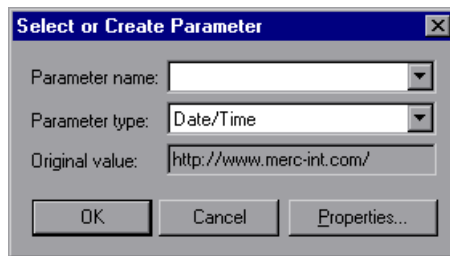 Select or Create Parameter
Parameter name:
Parameter type: Date/Time
Original value: http://www.merc-int.com/
OK Cancel Properties...